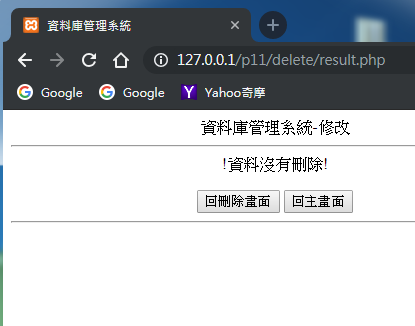 資料庫管理系統
127.0.0.1/p11/delete/result.php
Google Google Yahoo奇摩
資料庫管理系統-修改
!資料沒有刪除!
回刪除畫面 回主畫面